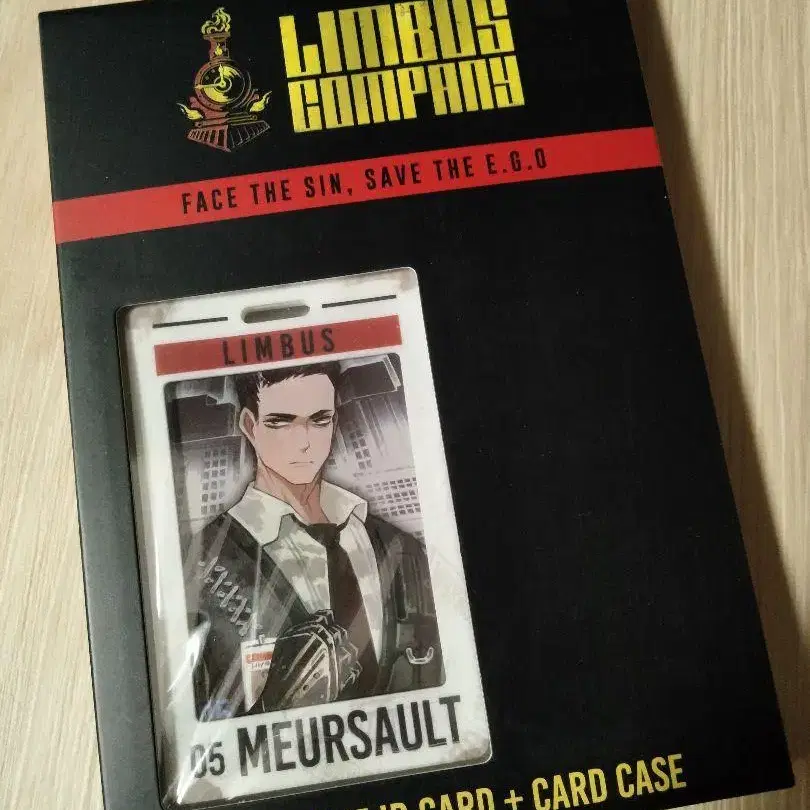 LIMBUS
COMPANY
FACE THE SIN, SAVE THE E.G.O
LIMBUS
05 MEURSAULT
ID CARD + CARD CASE